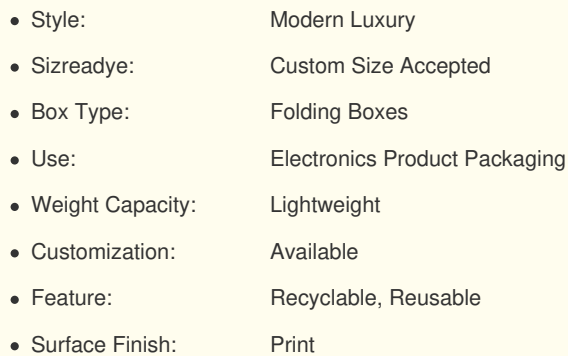 • Style: Modern Luxury
• Sizreadye: Custom Size Accepted
• Box Type: Folding Boxes
• Use: Electronics Product Packaging
• Weight Capacity: Lightweight
• Customization: Available
• Feature: Recyclable, Reusable
• Surface Finish: Print